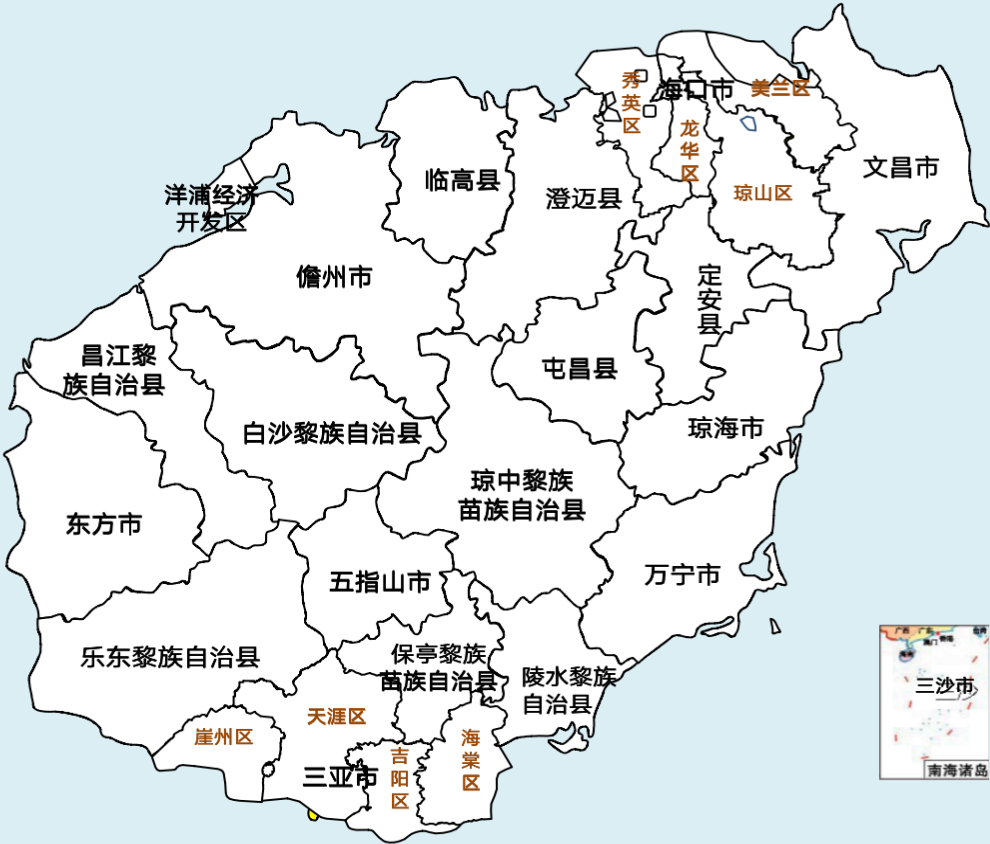 秀英区
海口市
美兰区
龙华区
琼山区
文昌市
临高县
澄迈县
洋浦经济
开发区
儋州市
定安县
昌江黎
族自治县
屯昌县
白沙黎族自治县
琼海市
琼中黎族
苗族自治县
东方市
五指山市
万宁市
乐东黎族自治县
保亭黎族
苗族自治县
陵水黎族
自治县
天涯区
崖州区
海棠区
三亚市
吉阳区
广西
广东
三沙市
南海诸岛